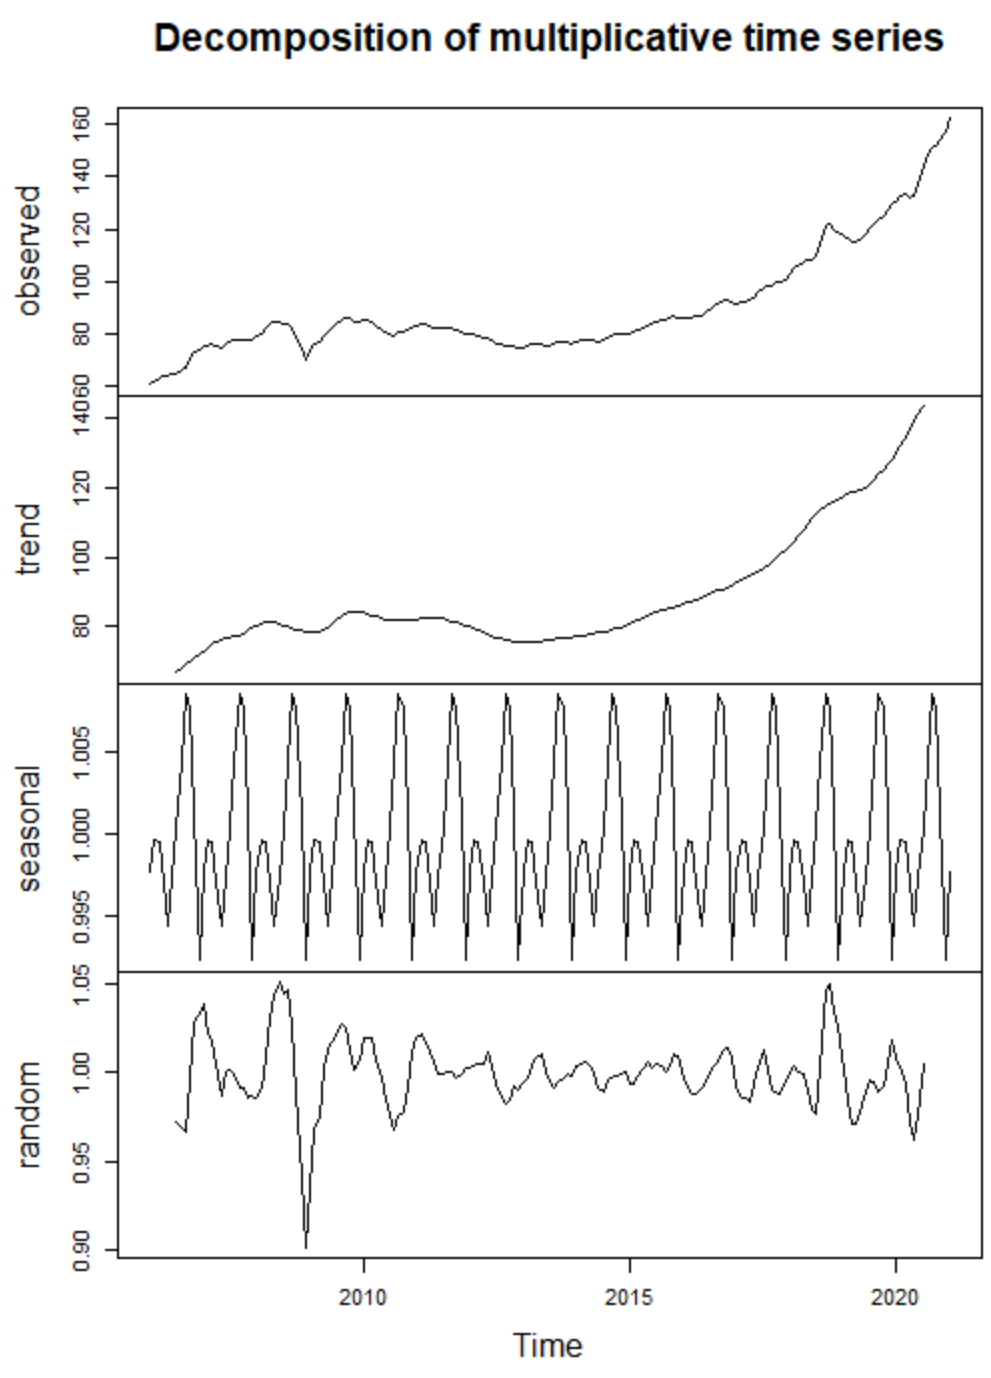 Decomposition of multiplicative time series
observed
60 80 100 120 140 160
trend
80 100 120 140
seasonal
0.995 1.000 1.005
random
0.90 0.95 1.00 1.05
2010 2015 2020
Time